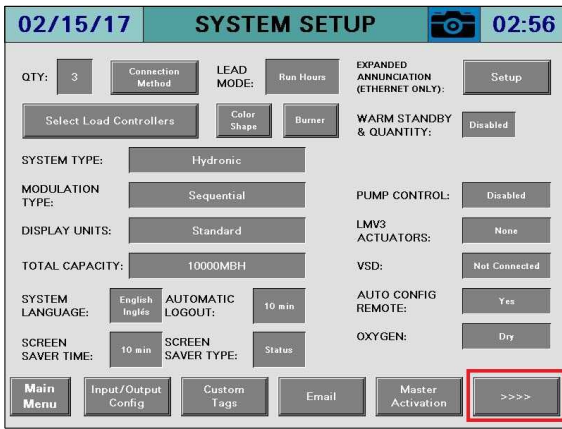 02/15/17 SYSTEM SETUP 02:56
QTY: 3 Connection Method LEAD MODE: Run Hours EXPANDED ANNUNCIATION (ETHERNET ONLY): Setup
Select Load Controllers Color Shape Burner WARM STANDBY & QUANTITY: Disabled
SYSTEM TYPE: Hydronic
MODULATION TYPE: Sequential PUMP CONTROL: Disabled
DISPLAY UNITS: Standard LMV3 ACTUATORS: None
TOTAL CAPACITY: 10000MBH VSD: Not Connected
SYSTEM LANGUAGE: English Inglés AUTOMATIC LOGOUT: 10 min AUTO CONFIG REMOTE: Yes
SCREEN SAVER TIME: 10 min SCREEN SAVER TYPE: Status OXYGEN: Dry
Main Menu Input/Output Config Custom Tags Email Master Activation >>>>